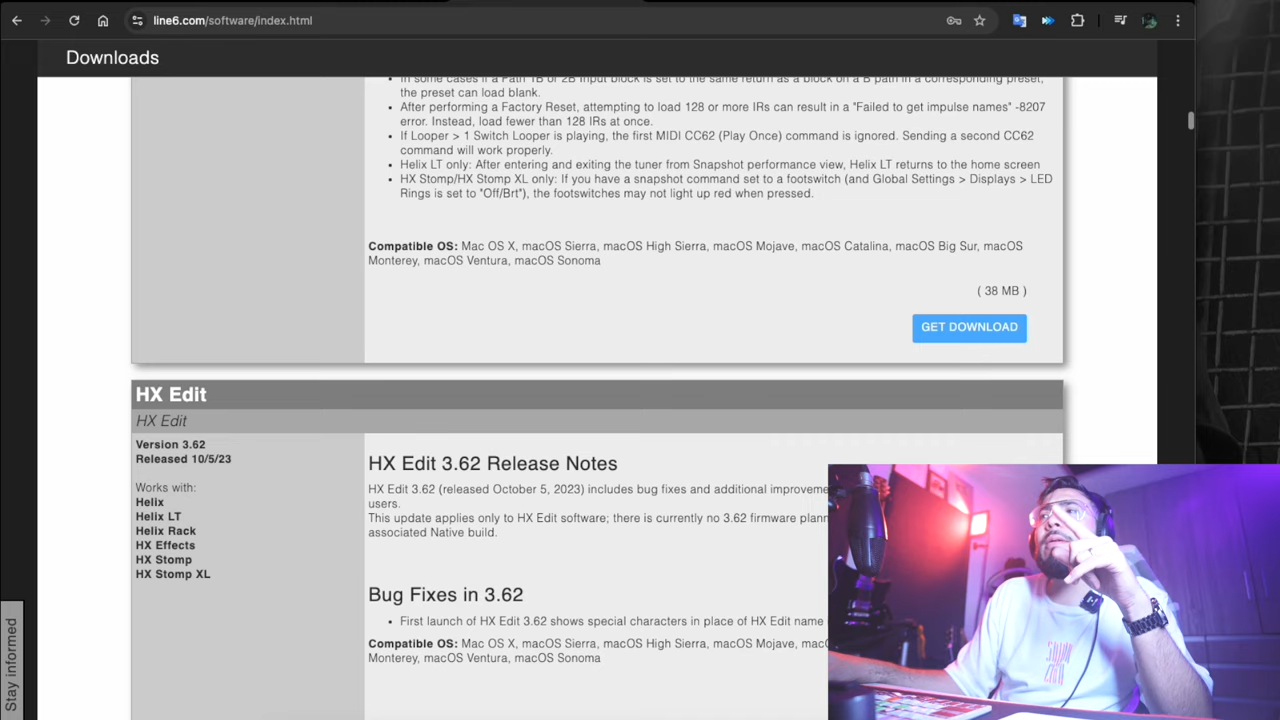 line6.com/software/index.html
Downloads
In some cases if a Path 1B or 2B Input block is set to the same return as a block on a B path in a corresponding preset,
the preset can load blank.
After performing a Factory Reset, attempting to load 128 or more IRs can result in a "Failed to get impulse names" -8207
error. Instead, load fewer than 128 IRs at once.
If Looper > 1 Switch Looper is playing, the first MIDI CC62 (Play Once) command is ignored. Sending a second CC62
command will work properly.
Helix LT only: After entering and exiting the tuner from Snapshot performance view, Helix LT returns to the home screen
HX Stomp/HX Stomp XL only: If you have a snapshot command set to a footswitch (and Global Settings > Displays > LED
Rings is set to "Off/Brt"), the footswitches may not light up red when pressed.
Compatible OS: Mac OS X, macOS Sierra, macOS High Sierra, macOS Mojave, macOS Catalina, macOS Big Sur, macOS
Monterey, macOS Ventura, macOS Sonoma
( 38 MB )
GET DOWNLOAD
HX Edit
HX Edit
Version 3.62
Released 10/5/23
Works with:
Helix
Helix LT
Helix Rack
HX Effects
HX Stomp
HX Stomp XL
HX Edit 3.62 Release Notes
HX Edit 3.62 (released October 5, 2023) includes bug fixes and additional improveme
users.
This update applies only to HX Edit software; there is currently no 3.62 firmware plann
associated Native build.
Bug Fixes in 3.62
First launch of HX Edit 3.62 shows special characters in place of HX Edit name
Compatible OS: Mac OS X, macOS Sierra, macOS High Sierra, macOS Mojave, macO
Monterey, macOS Ventura, macOS Sonoma
Stay informed